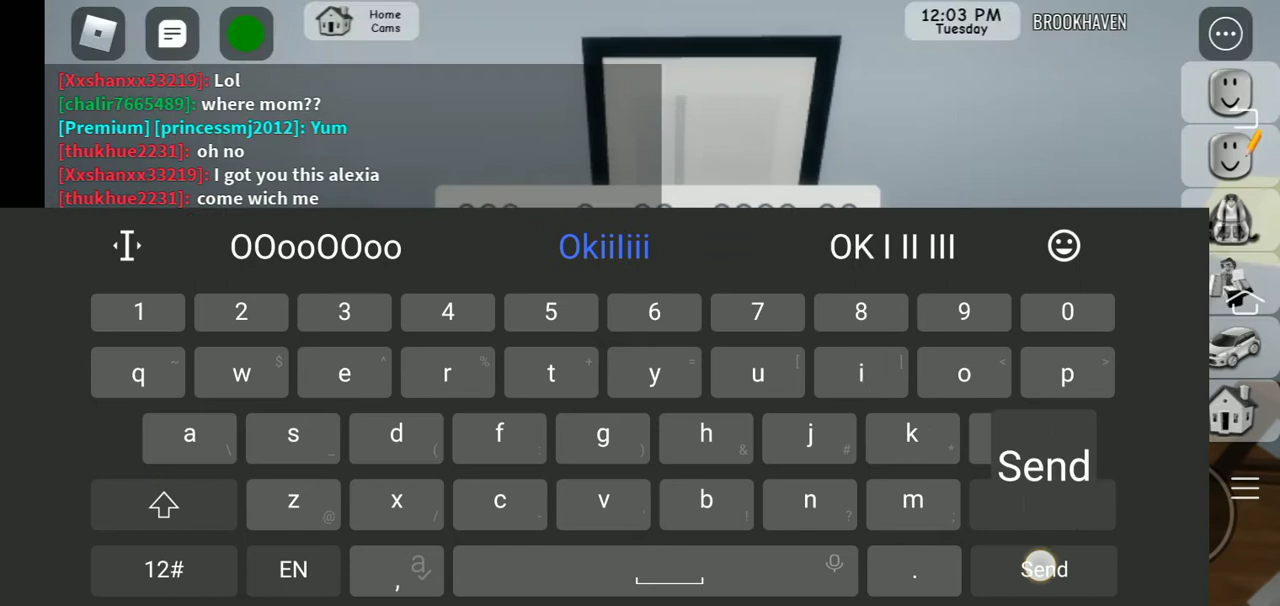 Home
Cams
12:03 PM
Tuesday
BROOKHAVEN
[Xxshanxx33219]: Lol
[chalir7665489]: where mom??
[Premium] [princessmj2012]: Yum
[thukhue2231]: oh no
[Xxshanxx33219]: I got you this alexia
[thukhue2231]: come wich me
OOooOOoo OkiiIiii OK I II III
1 2 3 4 5 6 7 8 9 0
q ~ w $ e ^ r % t + y = u [ i ] o < p >
a \ s _ d ( f : g ) h & j # k *
Send
z @ x / c - v ' b ! n ? m ;
12# EN , a . Send